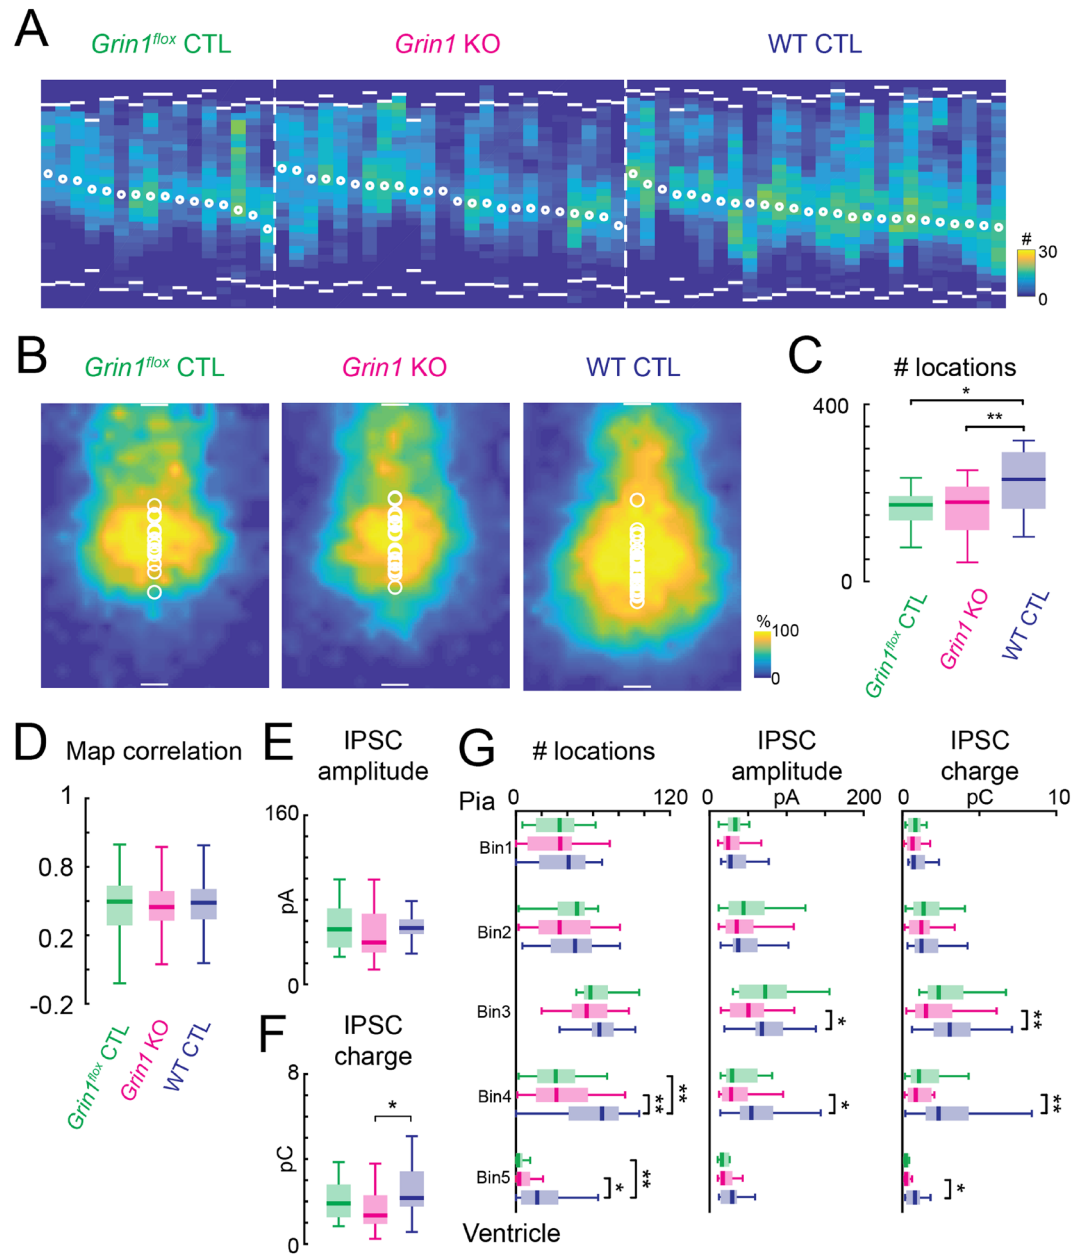 A
Grin1flox CTL
Grin1 KO
WT CTL
#
30
0
B
Grin1flox CTL
Grin1 KO
WT CTL
%
100
0
C
# locations
*
**
400
0
Grin1flox CTL
Grin1 KO
WT CTL
D
Map correlation
1
0.8
0.2
-0.2
Grin1flox CTL
Grin1 KO
WT CTL
E
IPSC
amplitude
160
pA
0
F
IPSC
charge
8
*
pC
0
G
# locations
IPSC
amplitude
IPSC
charge
Pia
0
120
0
pA
200
0
pC
10
Bin1
Bin2
Bin3
*
**
Bin4
**
**
*
**
Bin5
*
**
*
Ventricle